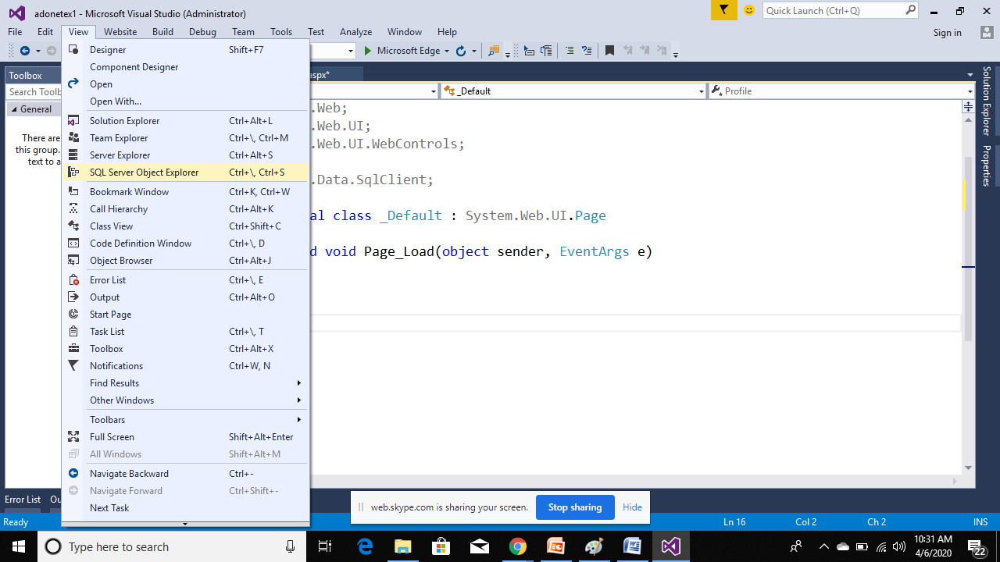 adonetex1 - Microsoft Visual Studio (Administrator)
Quick Launch (Ctrl+Q)
File Edit View Website Build Debug Team Tools Test Analyze Window Help
Sign in
Microsoft Edge
Toolbox
aspx*
Search Toolb
_Default
Profile
General
There are
this group.
text to a
Designer Shift+F7
Component Designer
Open
Open With...
Solution Explorer Ctrl+Alt+L
Team Explorer Ctrl+\, Ctrl+M
Server Explorer Ctrl+Alt+S
SQL Server Object Explorer Ctrl+\, Ctrl+S
Bookmark Window Ctrl+K, Ctrl+W
Call Hierarchy Ctrl+Alt+K
Class View Ctrl+Shift+C
Code Definition Window Ctrl+\, D
Object Browser Ctrl+Alt+J
Error List Ctrl+\, E
Output Ctrl+Alt+O
Start Page
Task List Ctrl+\, T
Toolbox Ctrl+Alt+X
Notifications Ctrl+W, N
Find Results
Other Windows
Toolbars
Full Screen Shift+Alt+Enter
All Windows Shift+Alt+M
Navigate Backward Ctrl+-
Navigate Forward Ctrl+Shift+-
Next Task
.Web;
.Web.UI;
.Web.UI.WebControls;
.Data.SqlClient;
al class _Default : System.Web.UI.Page
d void Page_Load(object sender, EventArgs e)
Solution Explorer
Properties
Error List Ou
web.skype.com is sharing your screen. Stop sharing Hide
Ready Ln 16 Col 2 Ch 2 INS
Type here to search
10:31 AM
4/6/2020
22